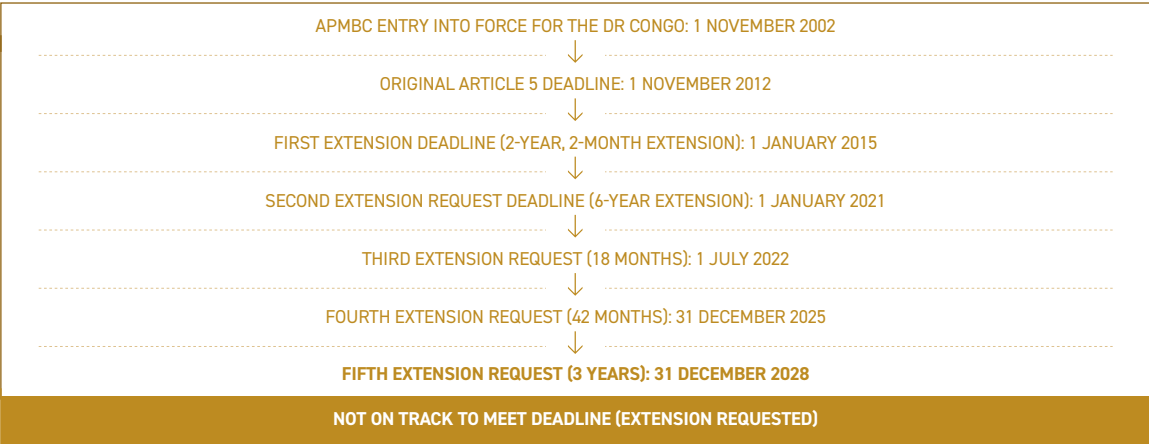 APMBC ENTRY INTO FORCE FOR THE DR CONGO: 1 NOVEMBER 2002
ORIGINAL ARTICLE 5 DEADLINE: 1 NOVEMBER 2012
FIRST EXTENSION DEADLINE (2-YEAR, 2-MONTH EXTENSION): 1 JANUARY 2015
SECOND EXTENSION REQUEST DEADLINE (6-YEAR EXTENSION): 1 JANUARY 2021
THIRD EXTENSION REQUEST (18 MONTHS): 1 JULY 2022
FOURTH EXTENSION REQUEST (42 MONTHS): 31 DECEMBER 2025
FIFTH EXTENSION REQUEST (3 YEARS): 31 DECEMBER 2028
NOT ON TRACK TO MEET DEADLINE (EXTENSION REQUESTED)